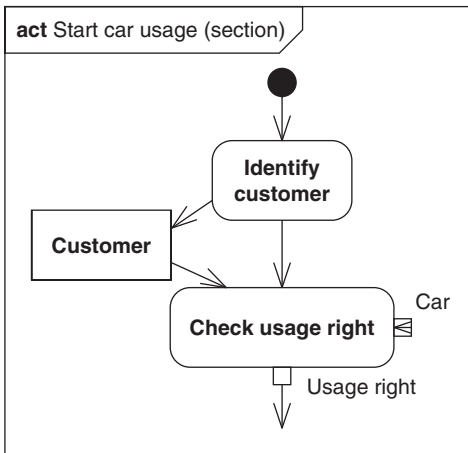 act Start car usage (section)
Identify
customer
Customer
Car
Check usage right
Usage right